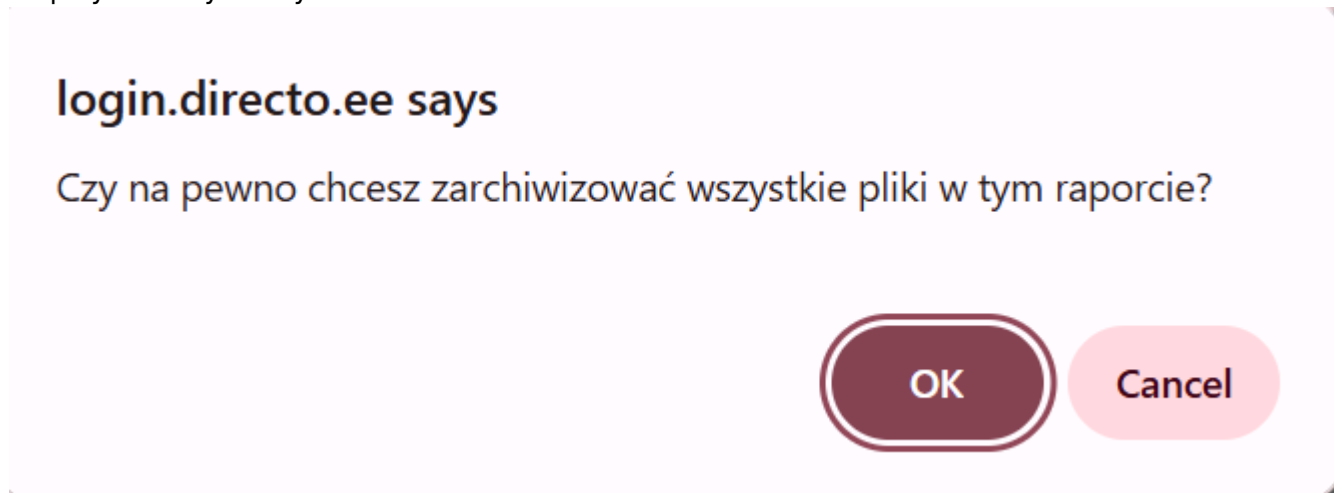 login.directo.ee says
Czy na pewno chcesz zarchiwizować wszystkie pliki w tym raporcie?
OK
Cancel